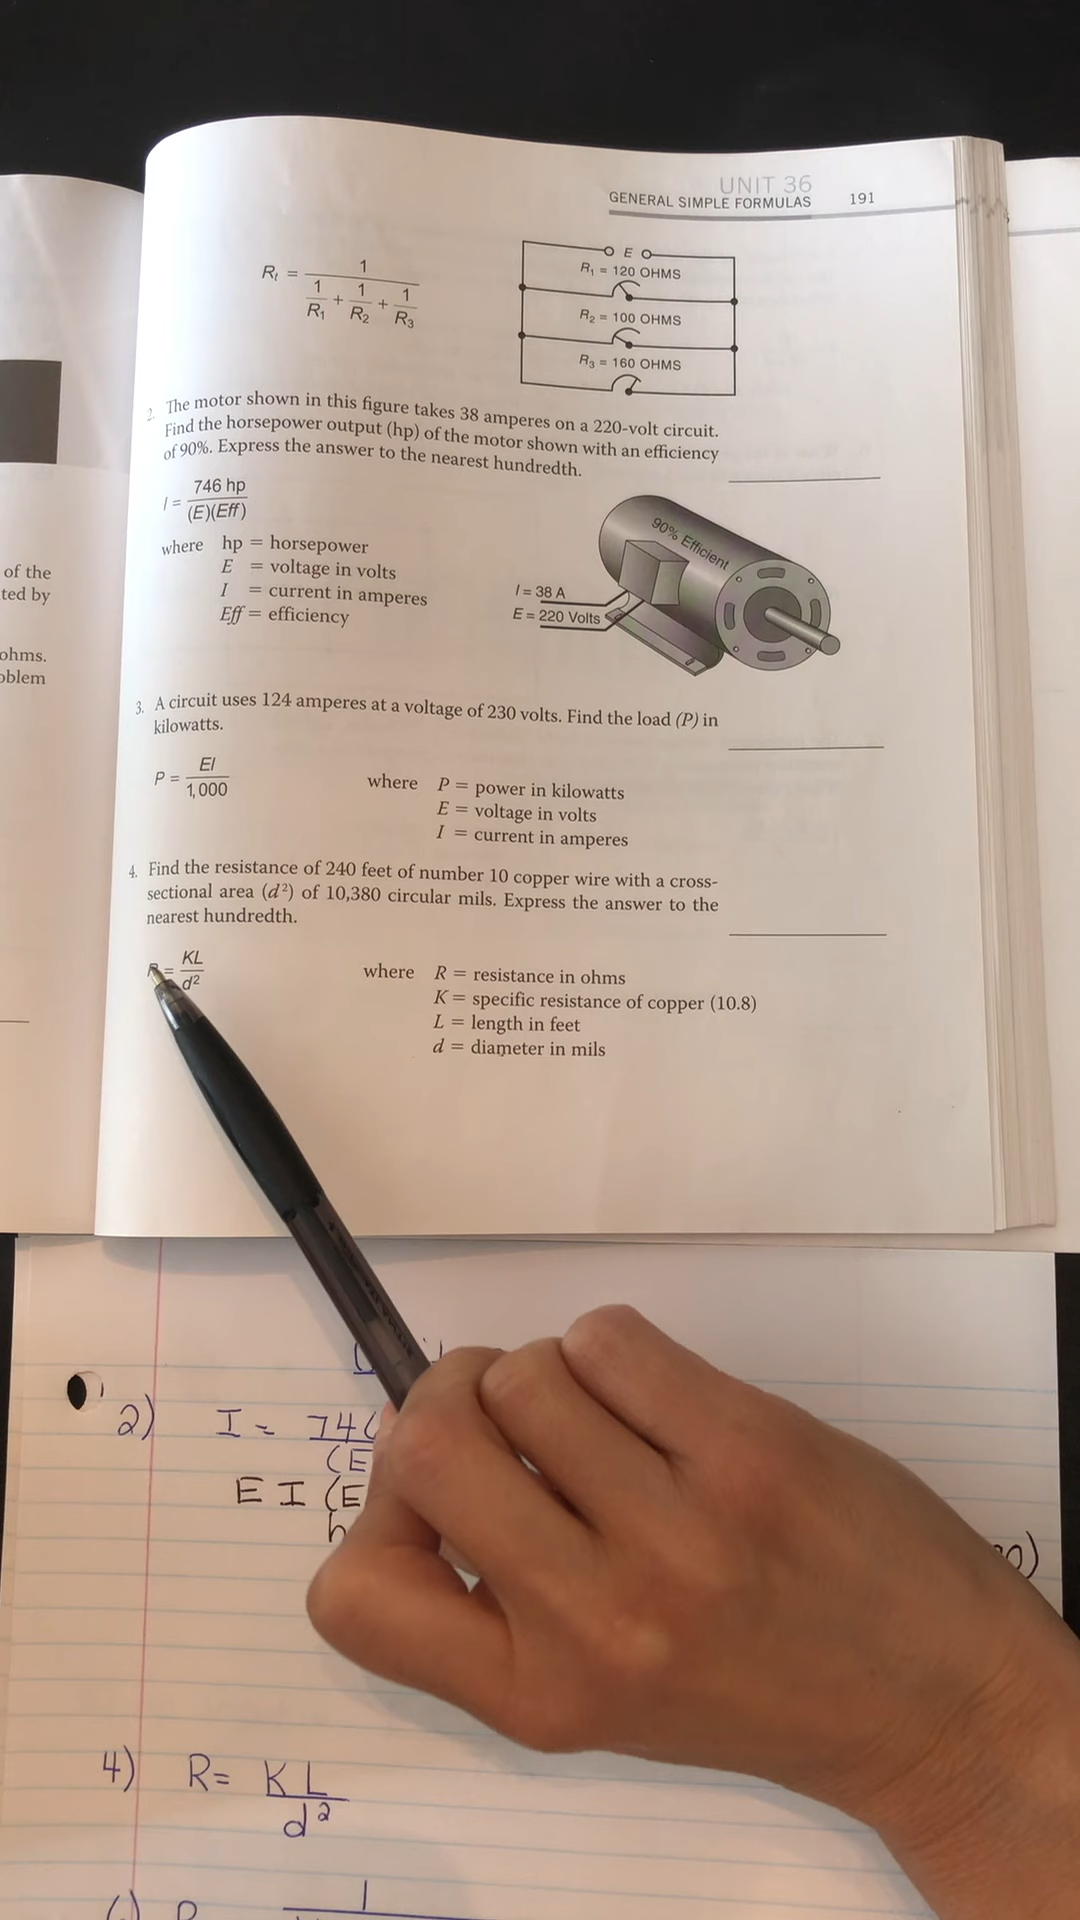 UNIT 36
GENERAL SIMPLE FORMULAS 191
Rt = 1 / (1/R1 + 1/R2 + 1/R3)
E
R1 = 120 OHMS
R2 = 100 OHMS
R3 = 160 OHMS
2. The motor shown in this figure takes 38 amperes on a 220-volt circuit.
Find the horsepower output (hp) of the motor shown with an efficiency
of 90%. Express the answer to the nearest hundredth.
I = 746 hp / (E)(Eff)
where hp = horsepower
E = voltage in volts
I = current in amperes
Eff = efficiency
90% Efficient
I = 38 A
E = 220 Volts
3. A circuit uses 124 amperes at a voltage of 230 volts. Find the load (P) in
kilowatts.
P = EI / 1,000
where P = power in kilowatts
E = voltage in volts
I = current in amperes
4. Find the resistance of 240 feet of number 10 copper wire with a cross-
sectional area (d²) of 10,380 circular mils. Express the answer to the
nearest hundredth.
R = KL / d²
where R = resistance in ohms
K = specific resistance of copper (10.8)
L = length in feet
d = diameter in mils
of the
ted by
ohms.
oblem
2) I = 746
(E
E I (E
h
0)
4) R = KL
d²
1